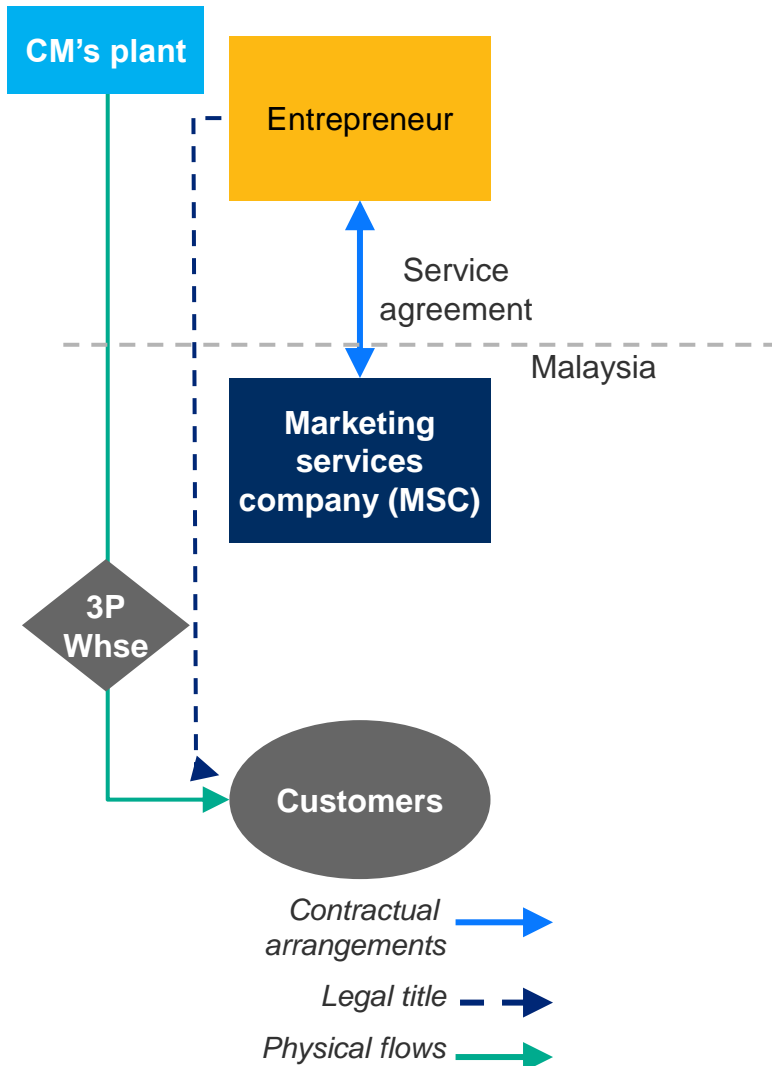 CM’s plant
Entrepreneur
Service
agreement
Malaysia
Marketing
services
company (MSC)
3P
Whse
Customers
Contractual
arrangements
Legal title
Physical flows